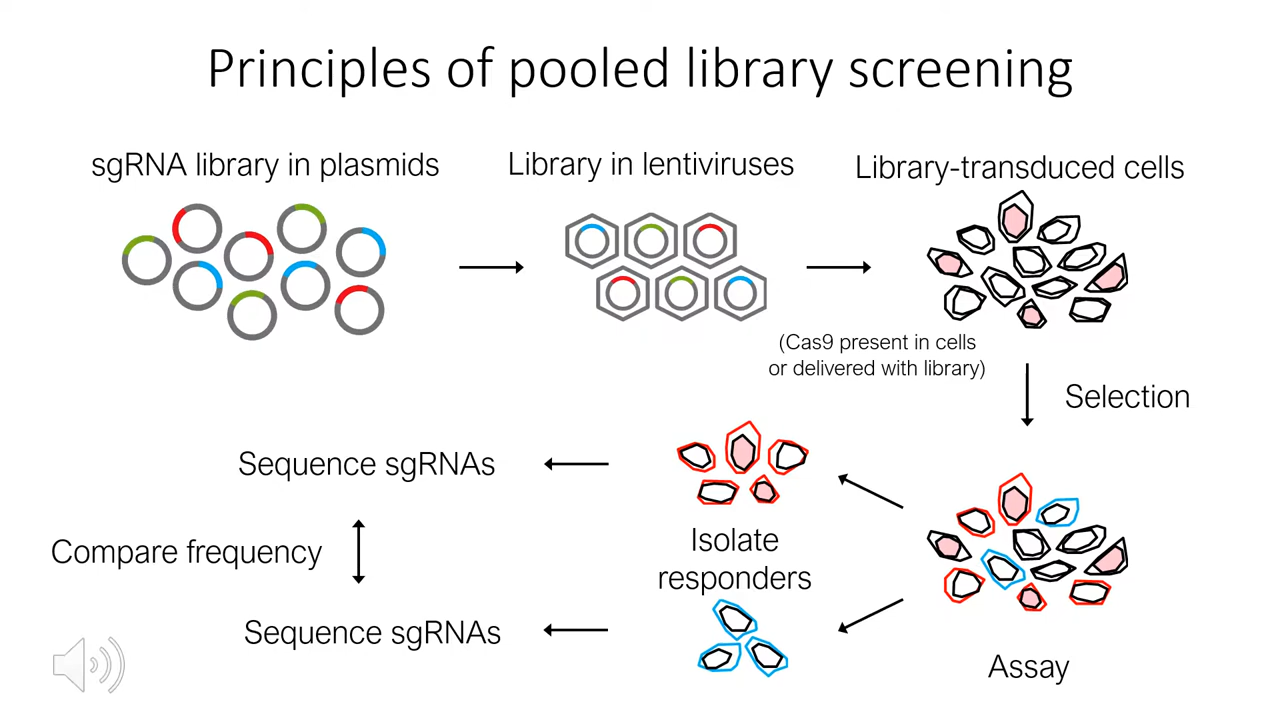 Principles of pooled library screening
sgRNA library in plasmids
Library in lentiviruses
Library-transduced cells
(Cas9 present in cells
or delivered with library)
Selection
Assay
Isolate
responders
Sequence sgRNAs
Compare frequency
Sequence sgRNAs